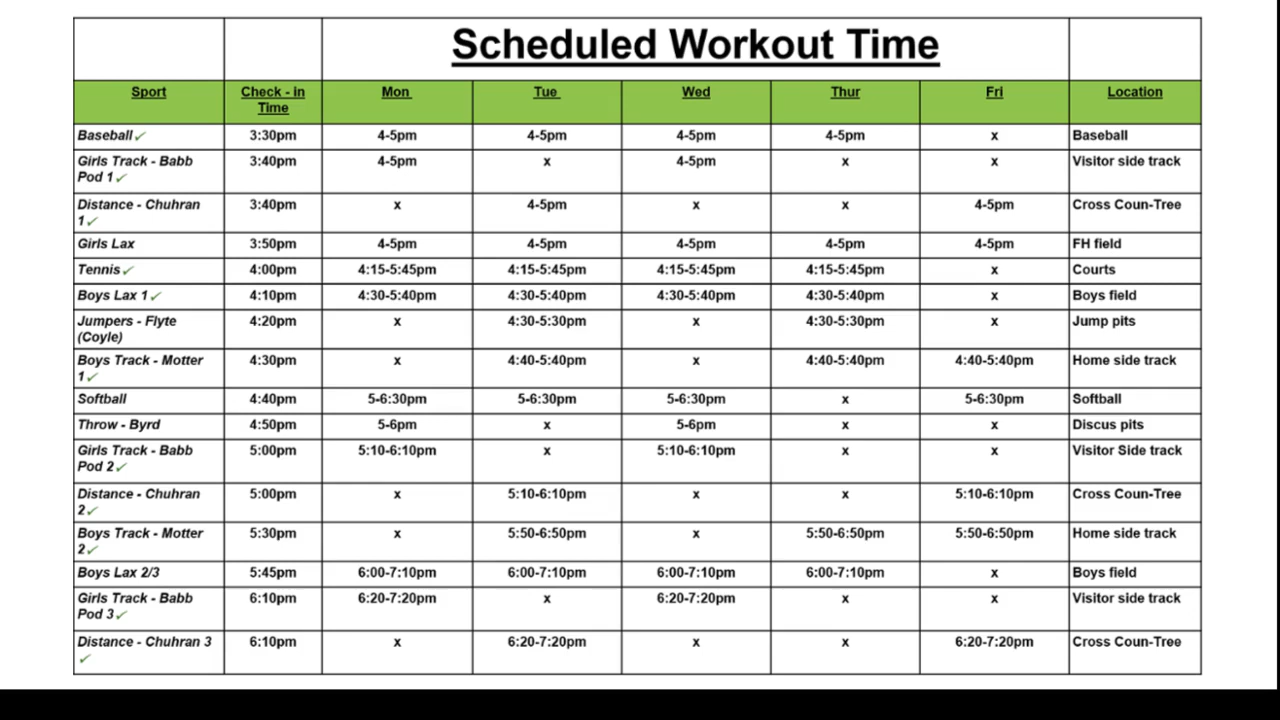 Scheduled Workout Time
Sport Check - in Time Mon Tue Wed Thur Fri Location
Baseball✓ 3:30pm 4-5pm 4-5pm 4-5pm 4-5pm x Baseball
Girls Track - Babb Pod 1✓ 3:40pm 4-5pm x 4-5pm x x Visitor side track
Distance - Chuhran 1✓ 3:40pm x 4-5pm x x 4-5pm Cross Coun-Tree
Girls Lax 3:50pm 4-5pm 4-5pm 4-5pm 4-5pm 4-5pm FH field
Tennis✓ 4:00pm 4:15-5:45pm 4:15-5:45pm 4:15-5:45pm 4:15-5:45pm x Courts
Boys Lax 1✓ 4:10pm 4:30-5:40pm 4:30-5:40pm 4:30-5:40pm 4:30-5:40pm x Boys field
Jumpers - Flyte (Coyle) 4:20pm x 4:30-5:30pm x 4:30-5:30pm x Jump pits
Boys Track - Motter 1✓ 4:30pm x 4:40-5:40pm x 4:40-5:40pm 4:40-5:40pm Home side track
Softball 4:40pm 5-6:30pm 5-6:30pm 5-6:30pm x 5-6:30pm Softball
Throw - Byrd 4:50pm 5-6pm x 5-6pm x x Discus pits
Girls Track - Babb Pod 2✓ 5:00pm 5:10-6:10pm x 5:10-6:10pm x x Visitor Side track
Distance - Chuhran 2✓ 5:00pm x 5:10-6:10pm x x 5:10-6:10pm Cross Coun-Tree
Boys Track - Motter 2✓ 5:30pm x 5:50-6:50pm x 5:50-6:50pm 5:50-6:50pm Home side track
Boys Lax 2/3 5:45pm 6:00-7:10pm 6:00-7:10pm 6:00-7:10pm 6:00-7:10pm x Boys field
Girls Track - Babb Pod 3✓ 6:10pm 6:20-7:20pm x 6:20-7:20pm x x Visitor side track
Distance - Chuhran 3 ✓ 6:10pm x 6:20-7:20pm x x 6:20-7:20pm Cross Coun-Tree